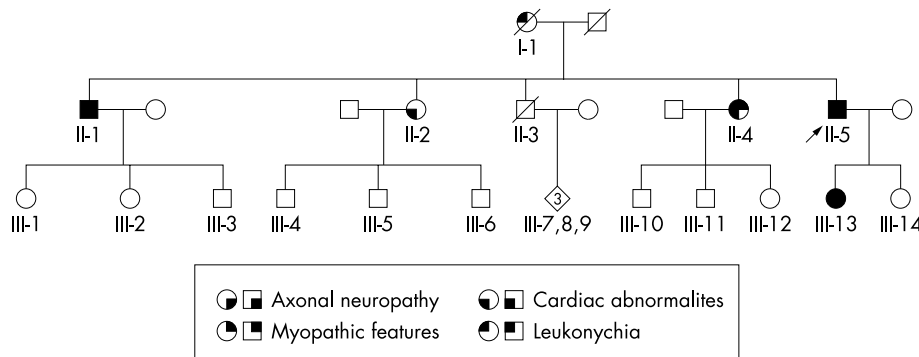 I-1
II-1 II-2 II-3 II-4 II-5
3
III-1 III-2 III-3 III-4 III-5 III-6 III-7,8,9 III-10 III-11 III-12 III-13 III-14
Axonal neuropathy Cardiac abnormalites
Myopathic features Leukonychia